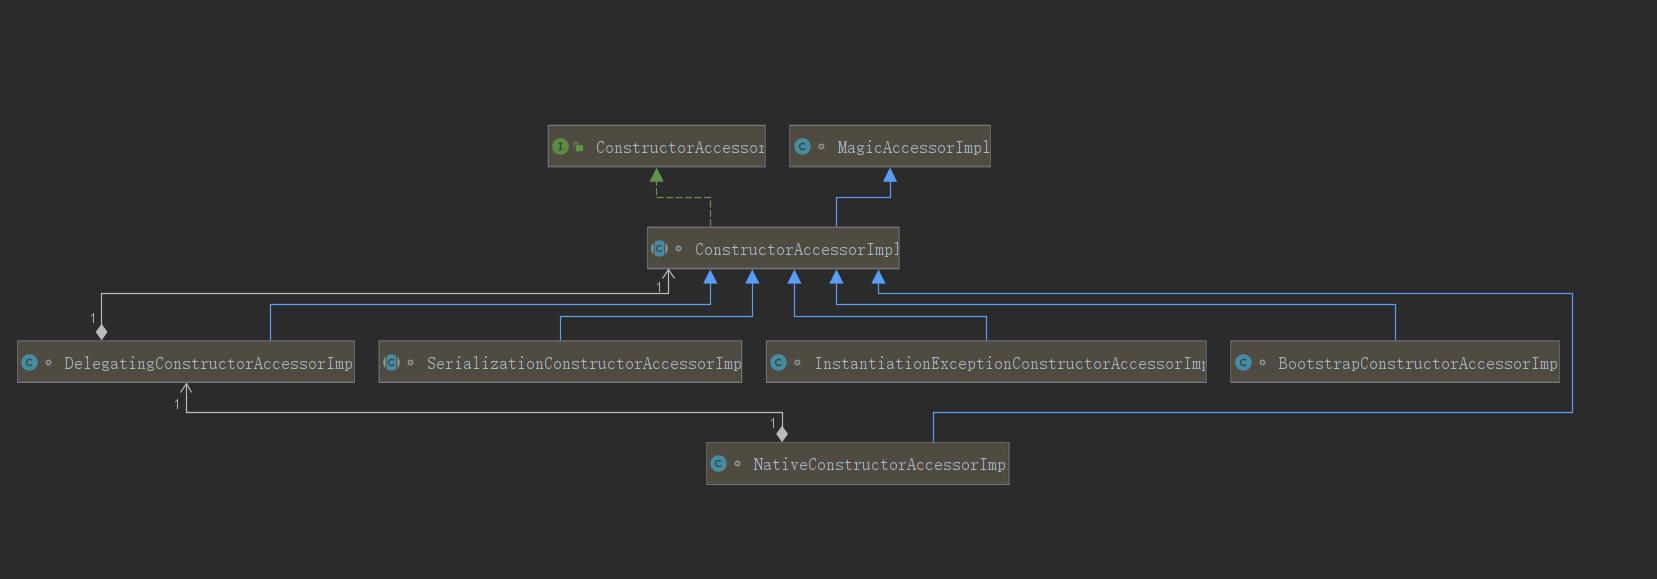 I ConstructorAccessor
C MagicAccessorImpl
C ConstructorAccessorImpl
1
1
C DelegatingConstructorAccessorImp
C SerializationConstructorAccessorImp
C InstantiationExceptionConstructorAccessorImp
C BootstrapConstructorAccessorImp
1
1
C NativeConstructorAccessorImp